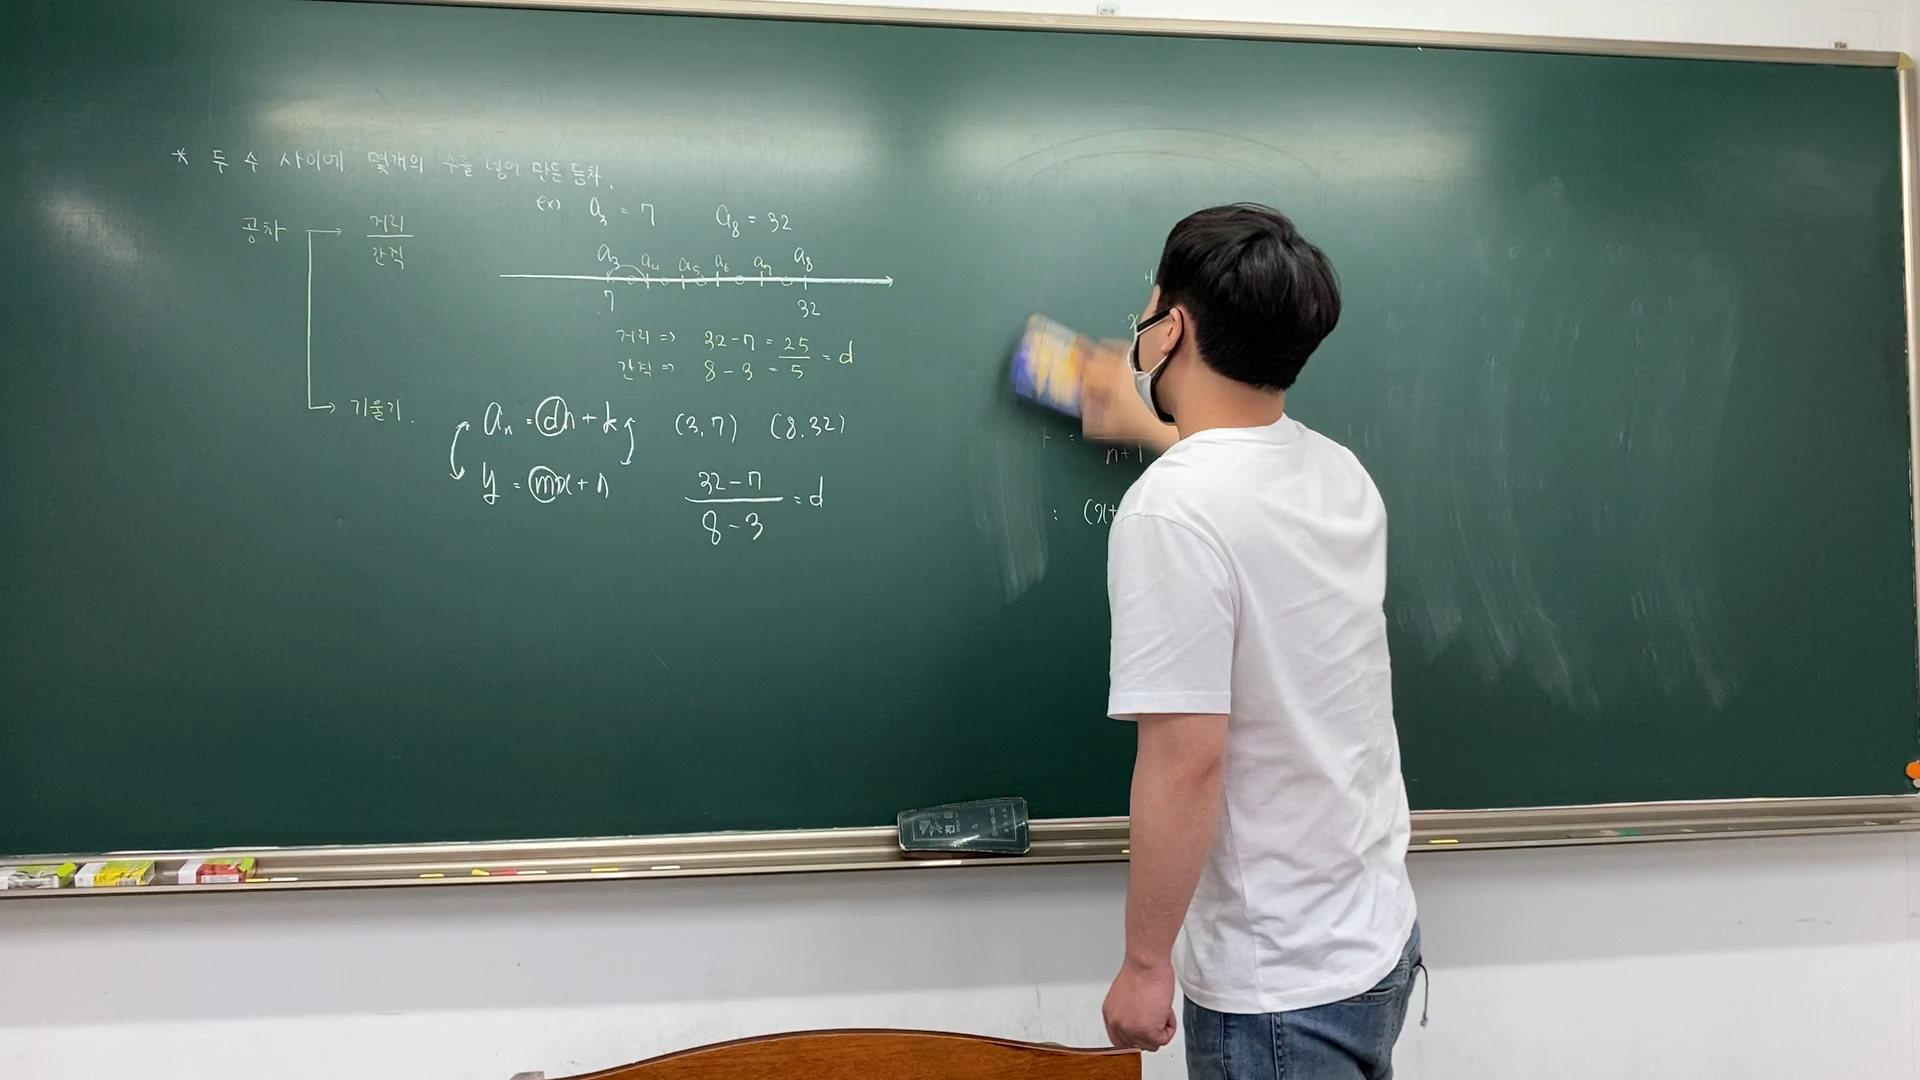 * 두 수 사이에 몇개의 수를 넣어 만든 등차.
공차 → 거리
간격
→ 기울기.
ex) a₃ = 7 a₈ = 32
a₃ a₄ a₅ a₆ a₇ a₈
7 32
거리 ⇒ 32-7 = 25
간격 ⇒ 8-3 = 5 = d
aₙ = dn + k (3,7) (8,32)
y = mx + n
32-7
8-3 = d
n+1
: (x+